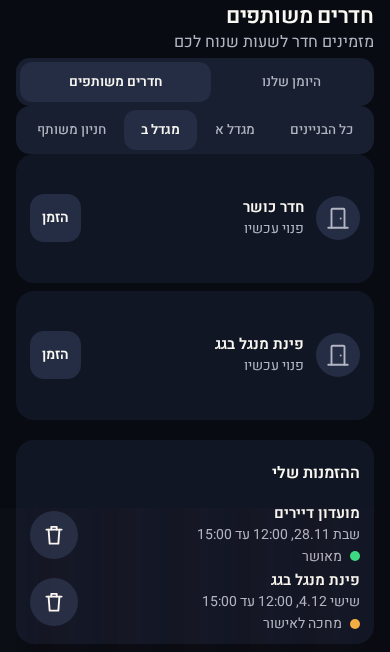 חדרים משותפים
מזמינים חדר לשעות שנוח לכם
היומן שלנו חדרים משותפים
כל הבניינים מגדל א מגדל ב חניון משותף
חדר כושר
פנוי עכשיו
הזמן
פינת מנגל בגג
פנוי עכשיו
הזמן
ההזמנות שלי
מועדון דיירים
שבת 28.11, 12:00 עד 15:00
מאושר
פינת מנגל בגג
שישי 4.12, 12:00 עד 15:00
מחכה לאישור